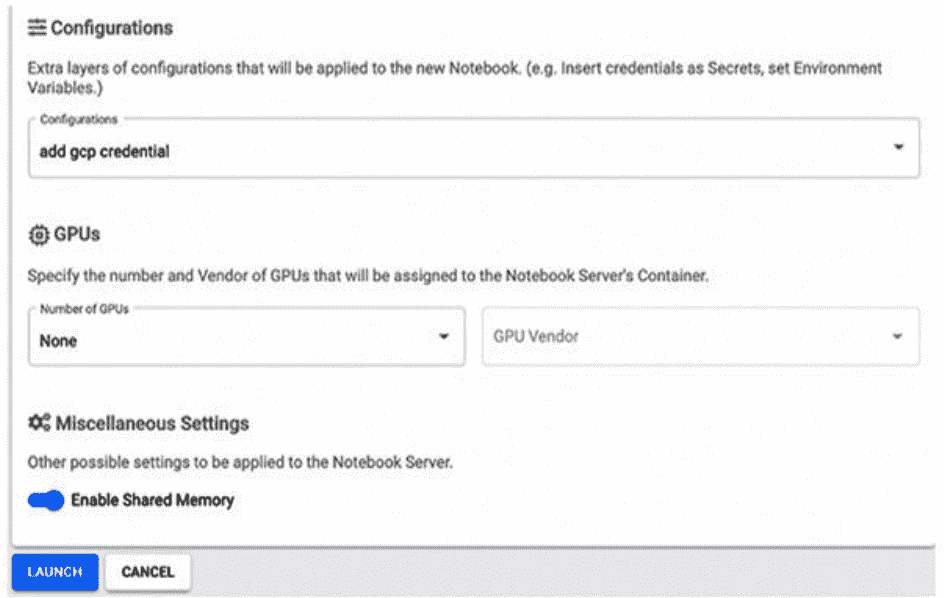 Configurations
Extra layers of configurations that will be applied to the new Notebook. (e.g. Insert credentials as Secrets, set Environment
Variables.)
Configurations
add gcp credential
GPUs
Specify the number and Vendor of GPUs that will be assigned to the Notebook Server's Container.
Number of GPUs
None
GPU Vendor
Miscellaneous Settings
Other possible settings to be applied to the Notebook Server.
Enable Shared Memory
LAUNCH
CANCEL